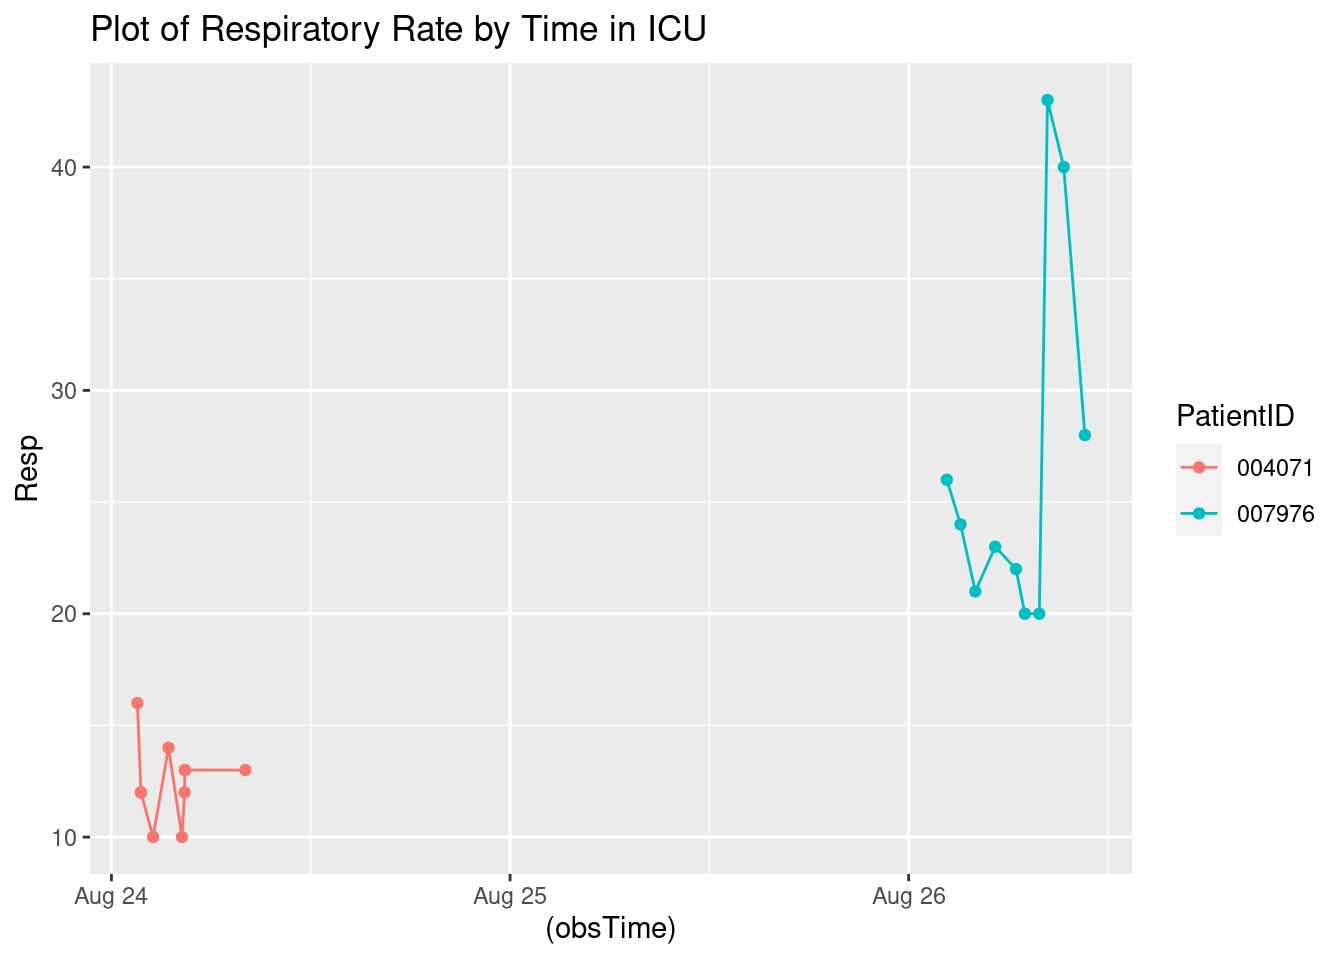 Plot of Respiratory Rate by Time in ICU
Resp
40
30
20
10
Aug 24
Aug 25
Aug 26
(obsTime)
PatientID
004071
007976